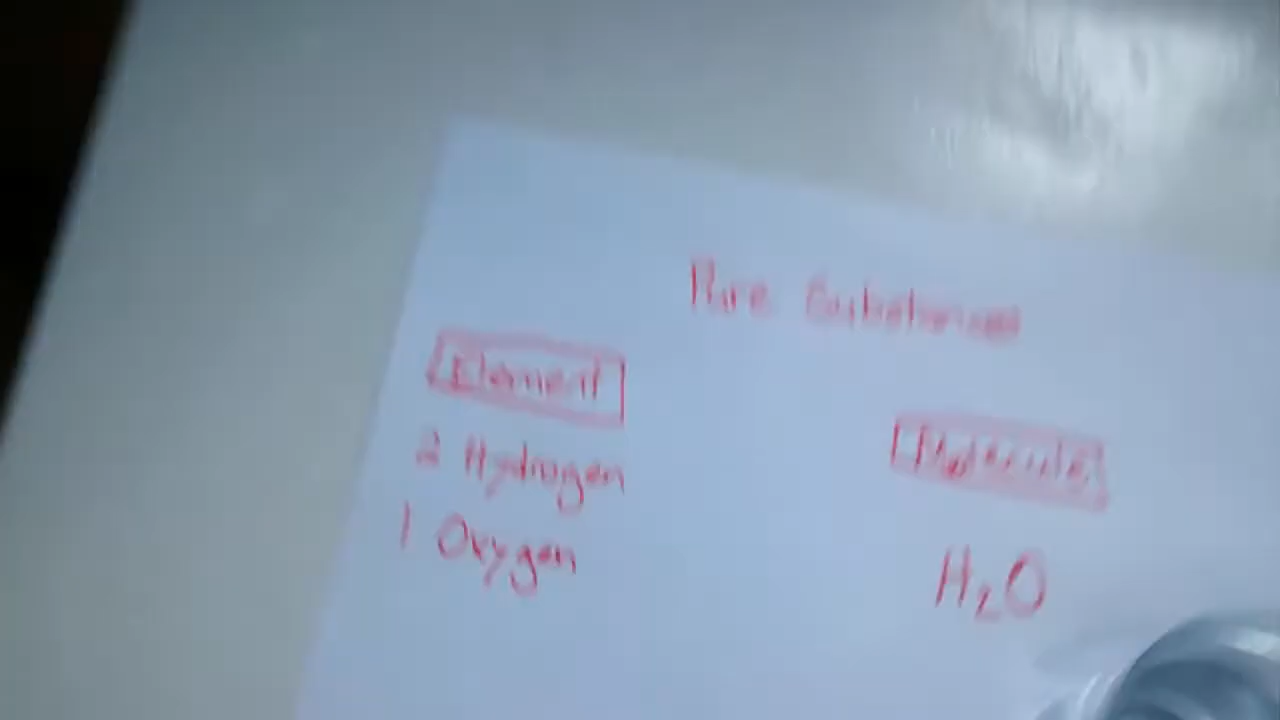 Pure Substances
Element
2 Hydrogen
1 Oxygen
Molecule
H₂O